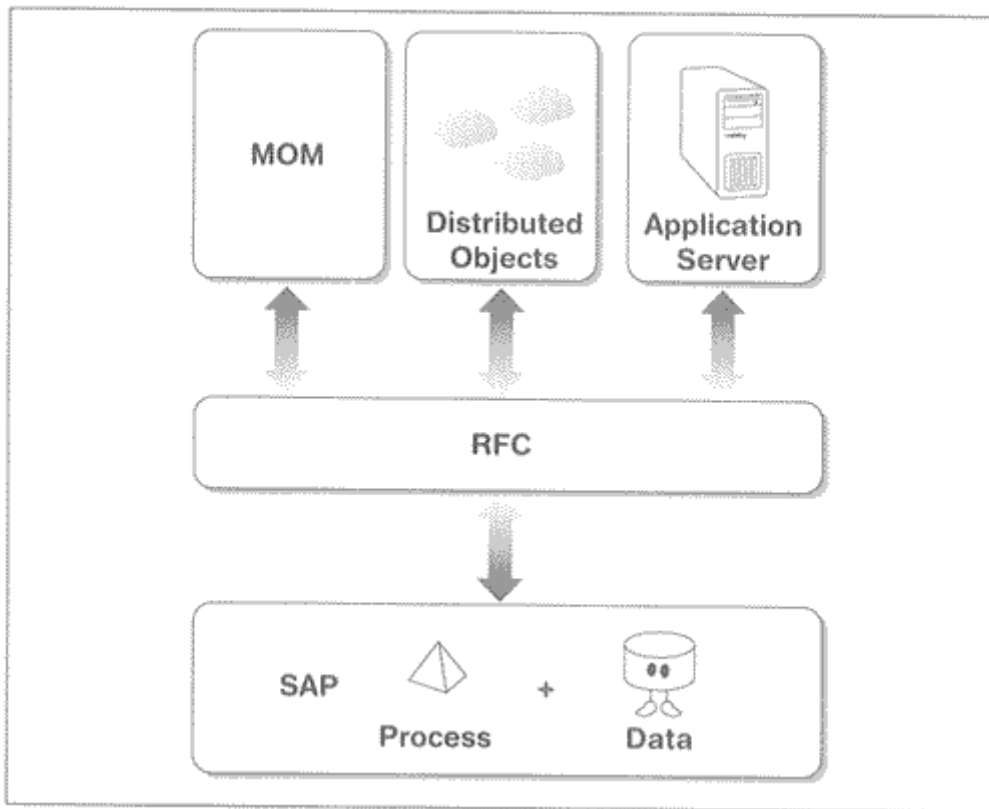 MOM
Distributed
Objects
Application
Server
RFC
SAP
+
Process
Data